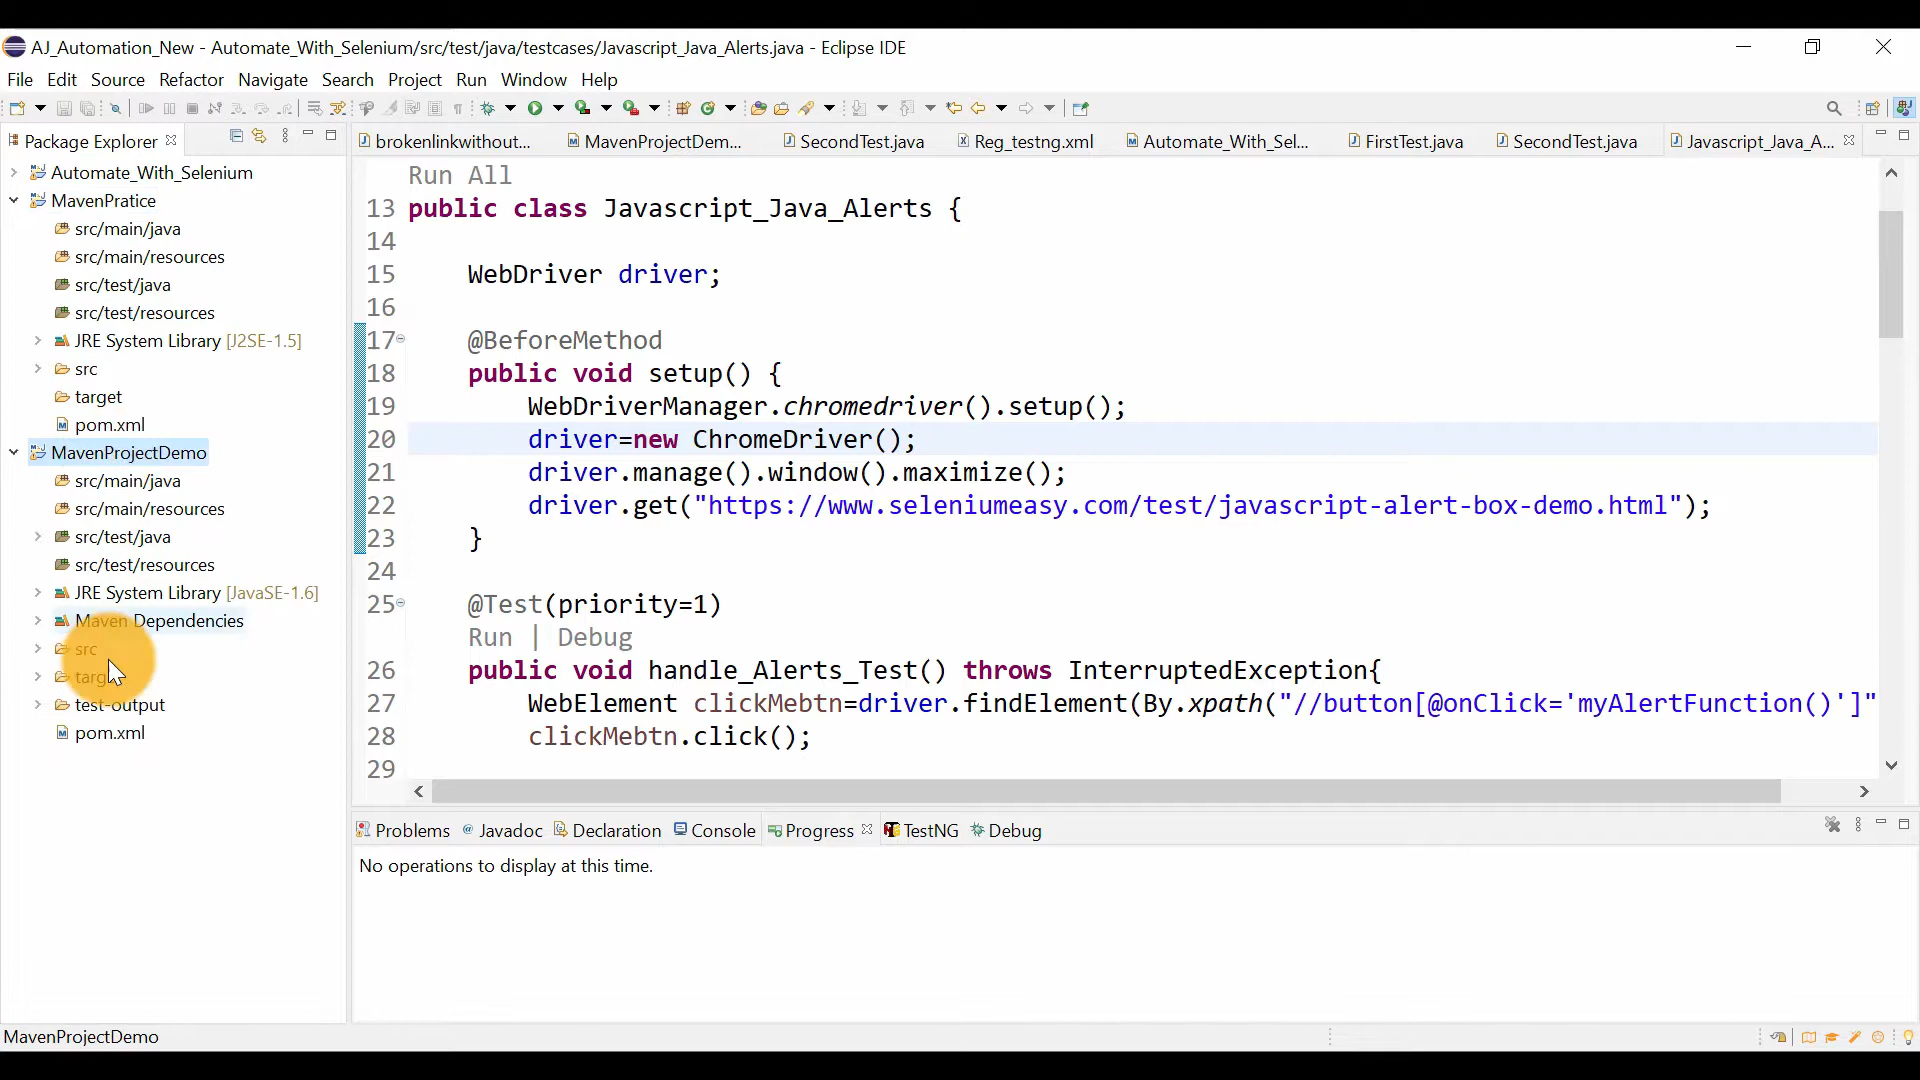 AJ_Automation_New - Automate_With_Selenium/src/test/java/testcases/Javascript_Java_Alerts.java - Eclipse IDE
File Edit Source Refactor Navigate Search Project Run Window Help
Package Explorer
brokenlinkwithout... MavenProjectDem... SecondTest.java Reg_testng.xml Automate_With_Sel... FirstTest.java SecondTest.java Javascript_Java_A...
Automate_With_Selenium
MavenPratice
src/main/java
src/main/resources
src/test/java
src/test/resources
JRE System Library [J2SE-1.5]
src
target
pom.xml
MavenProjectDemo
src/main/java
src/main/resources
src/test/java
src/test/resources
JRE System Library [JavaSE-1.6]
Maven Dependencies
src
test-output
pom.xml
Run All
13 public class Javascript_Java_Alerts {
14
15 WebDriver driver;
16
17 @BeforeMethod
18 public void setup() {
19 WebDriverManager.chromedriver().setup();
20 driver=new ChromeDriver();
21 driver.manage().window().maximize();
22 driver.get("https://www.seleniumeasy.com/test/javascript-alert-box-demo.html");
23 }
24
25 @Test(priority=1)
Run | Debug
26 public void handle_Alerts_Test() throws InterruptedException{
27 WebElement clickMebtn=driver.findElement(By.xpath("//button[@onClick='myAlertFunction()']"
28 clickMebtn.click();
29
Problems Javadoc Declaration Console Progress TestNG Debug
No operations to display at this time.
MavenProjectDemo